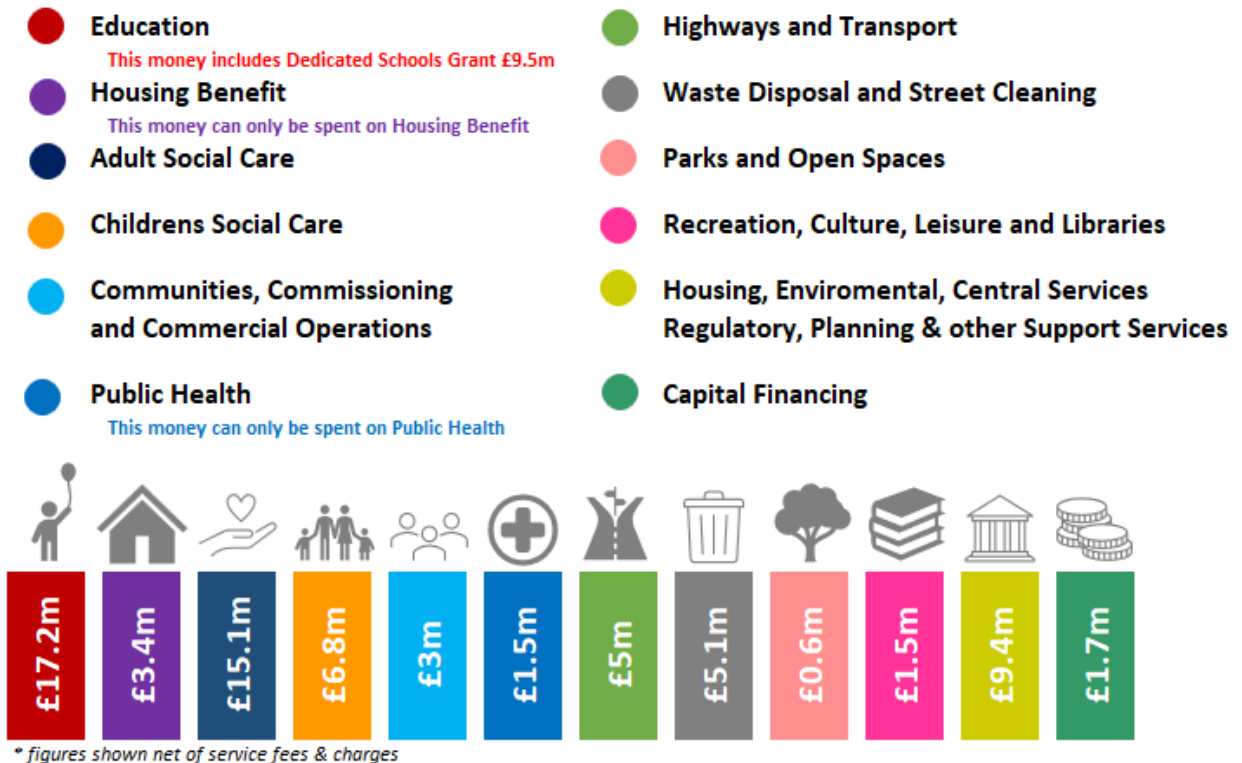 Education
This money includes Dedicated Schools Grant £9.5m
Housing Benefit
This money can only be spent on Housing Benefit
Adult Social Care
Childrens Social Care
Communities, Commissioning
and Commercial Operations
Public Health
This money can only be spent on Public Health
Highways and Transport
Waste Disposal and Street Cleaning
Parks and Open Spaces
Recreation, Culture, Leisure and Libraries
Housing, Enviromental, Central Services
Regulatory, Planning & other Support Services
Capital Financing
£17.2m
£3.4m
£15.1m
£6.8m
£3m
£1.5m
£5m
£5.1m
£0.6m
£1.5m
£9.4m
£1.7m
* figures shown net of service fees & charges